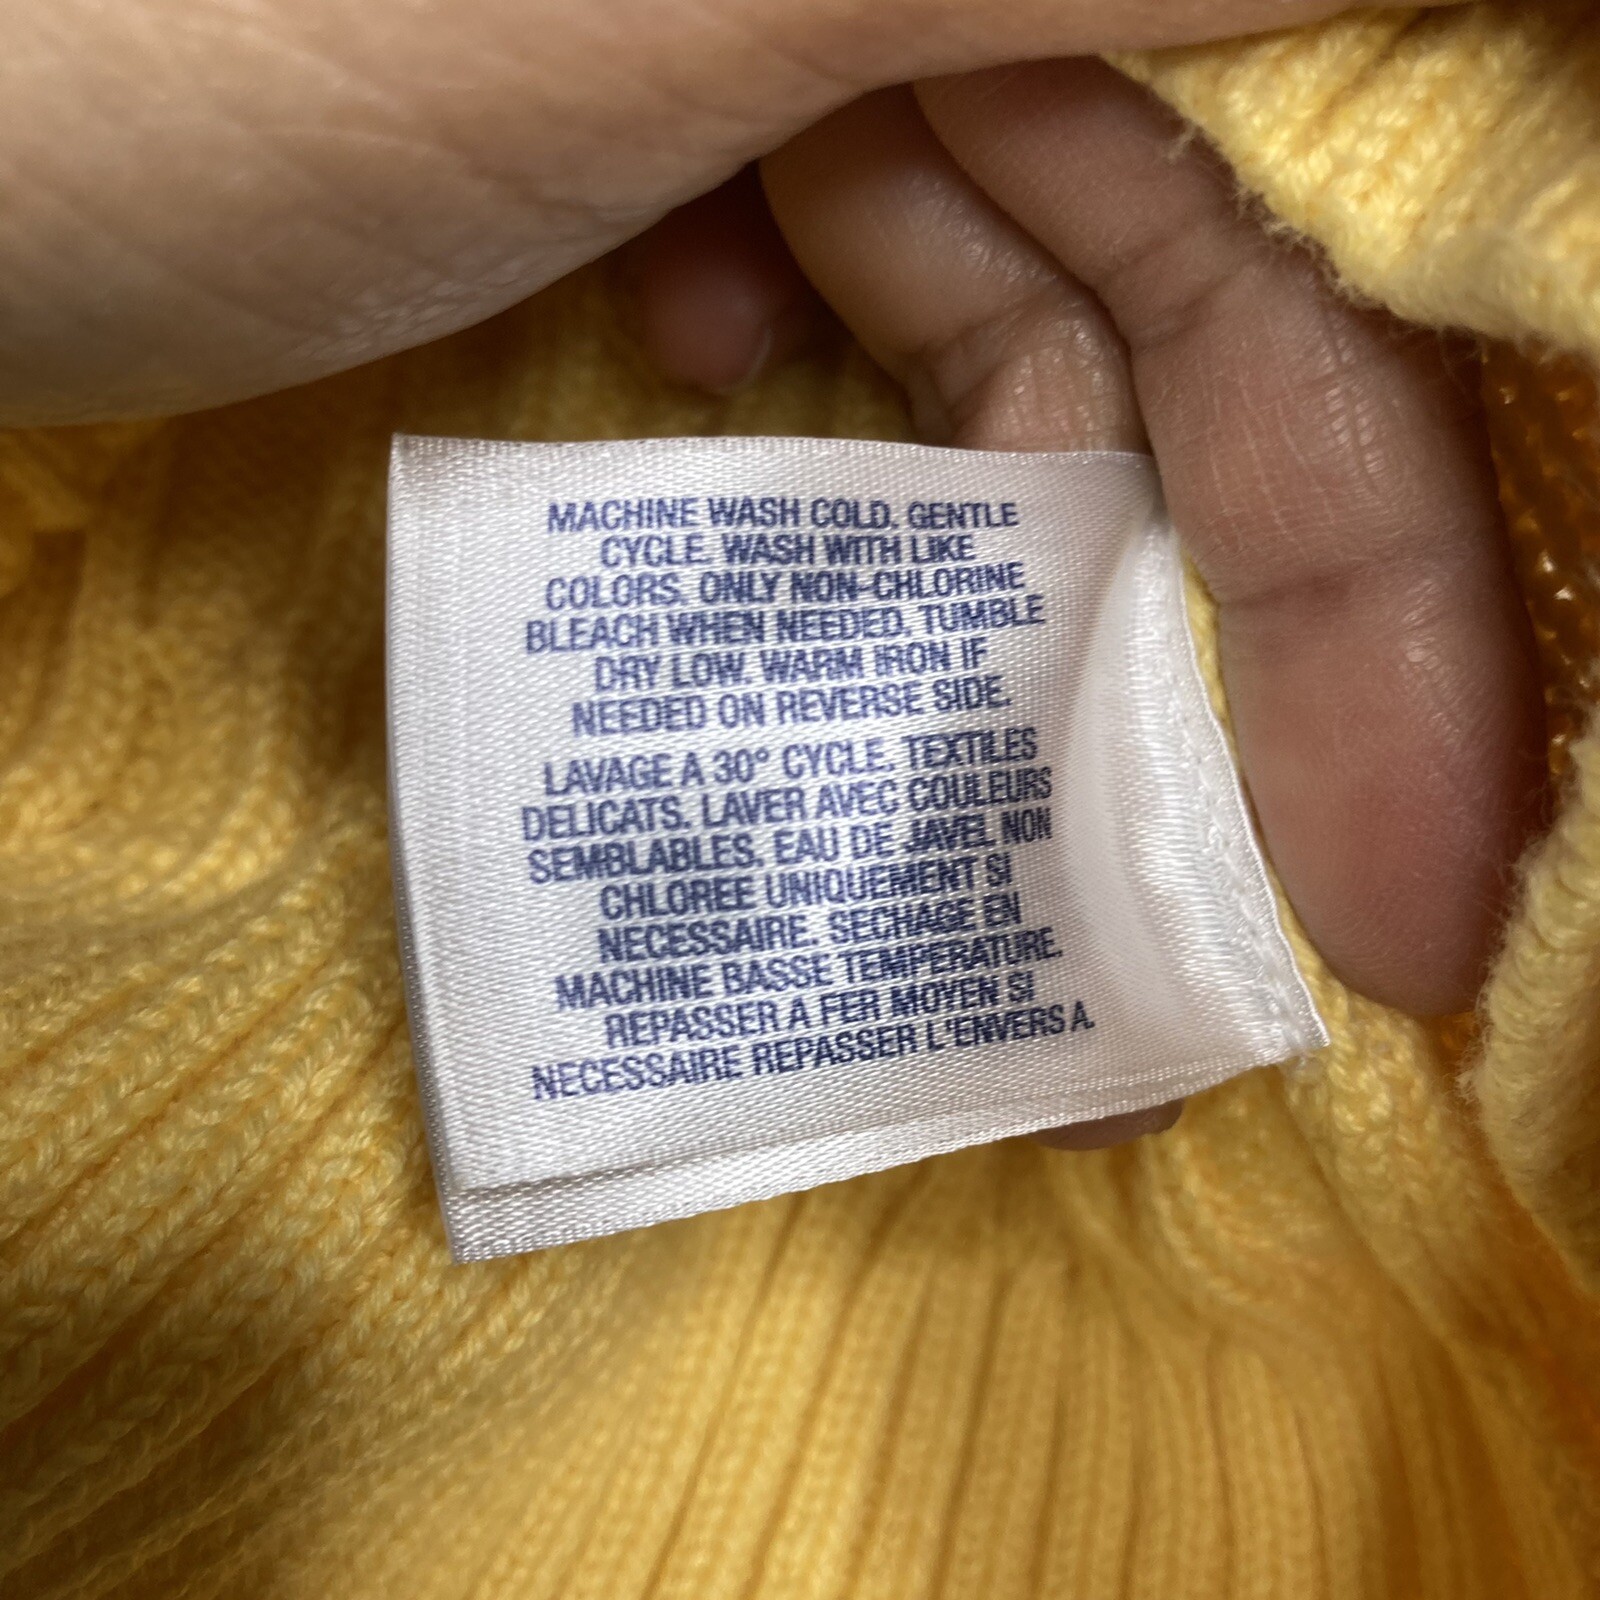 MACHINE WASH COLD. GENTLE
CYCLE. WASH WITH LIKE
COLORS. ONLY NON-CHLORINE
BLEACH WHEN NEEDED. TUMBLE
DRY LOW. WARM IRON IF
NEEDED ON REVERSE SIDE.
LAVAGE A 30° CYCLE. TEXTILES
DELICATS. LAVER AVEC COULEURS
SEMBLABLES. EAU DE JAVEL NON
CHLOREE UNIQUEMENT SI
NECESSAIRE. SECHAGE EN
MACHINE BASSE TEMPERATURE.
REPASSER A FER MOYEN SI
NECESSAIRE REPASSER L'ENVERS A.